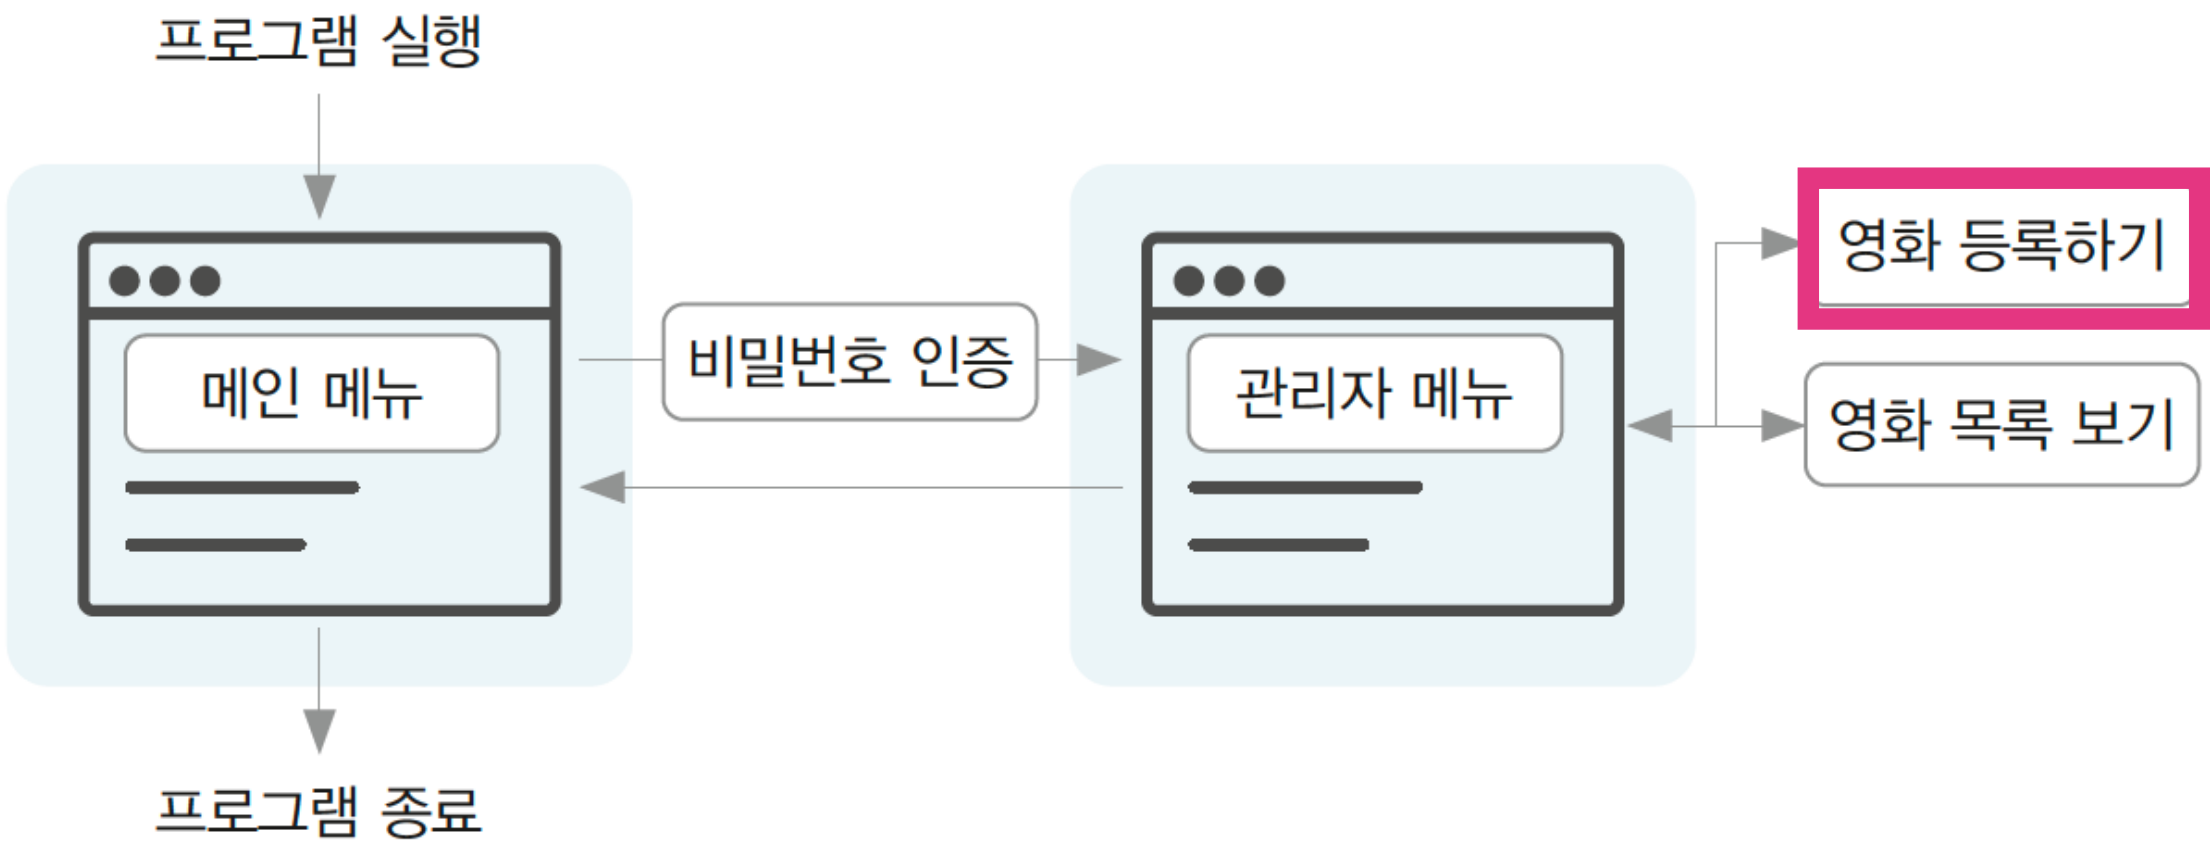 프로그램 실행
메인 메뉴
비밀번호 인증
관리자 메뉴
영화 등록하기
영화 목록 보기
프로그램 종료